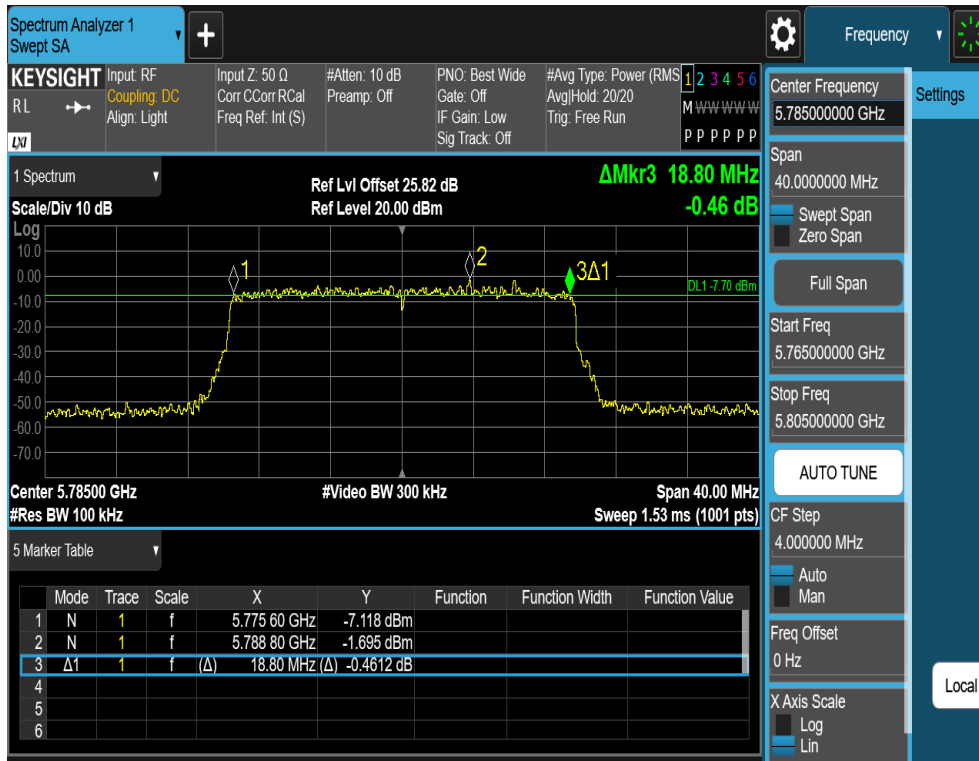 Spectrum Analyzer 1
Swept SA
+
Frequency
KEYSIGHT
RL
LXI
Input: RF
Coupling: DC
Align: Light
Input Z: 50 Ω
Corr CCorr RCal
Freq Ref: Int (S)
#Atten: 10 dB
Preamp: Off
PNO: Best Wide
Gate: Off
IF Gain: Low
Sig Track: Off
#Avg Type: Power (RMS
Avg|Hold: 20/20
Trig: Free Run
1 2 3 4 5 6
M W W W W W
P P P P P P
1 Spectrum
Scale/Div 10 dB
Ref Lvl Offset 25.82 dB
Ref Level 20.00 dBm
ΔMkr3 18.80 MHz
-0.46 dB
Log
10.0
0.00
-10.0
-20.0
-30.0
-40.0
-50.0
-60.0
-70.0
1
2
3Δ1
DL1 -7.70 dBm
Center 5.78500 GHz
#Video BW 300 kHz
Span 40.00 MHz
#Res BW 100 kHz
Sweep 1.53 ms (1001 pts)
5 Marker Table
Mode Trace Scale X Y Function Function Width Function Value
1 N 1 f 5.775 60 GHz -7.118 dBm
2 N 1 f 5.788 80 GHz -1.695 dBm
3 Δ1 1 f (Δ) 18.80 MHz (Δ) -0.4612 dB
4
5
6
Center Frequency
5.785000000 GHz
Span
40.0000000 MHz
Swept Span
Zero Span
Full Span
Start Freq
5.765000000 GHz
Stop Freq
5.805000000 GHz
AUTO TUNE
CF Step
4.000000 MHz
Auto
Man
Freq Offset
0 Hz
X Axis Scale
Log
Lin
Settings
Local